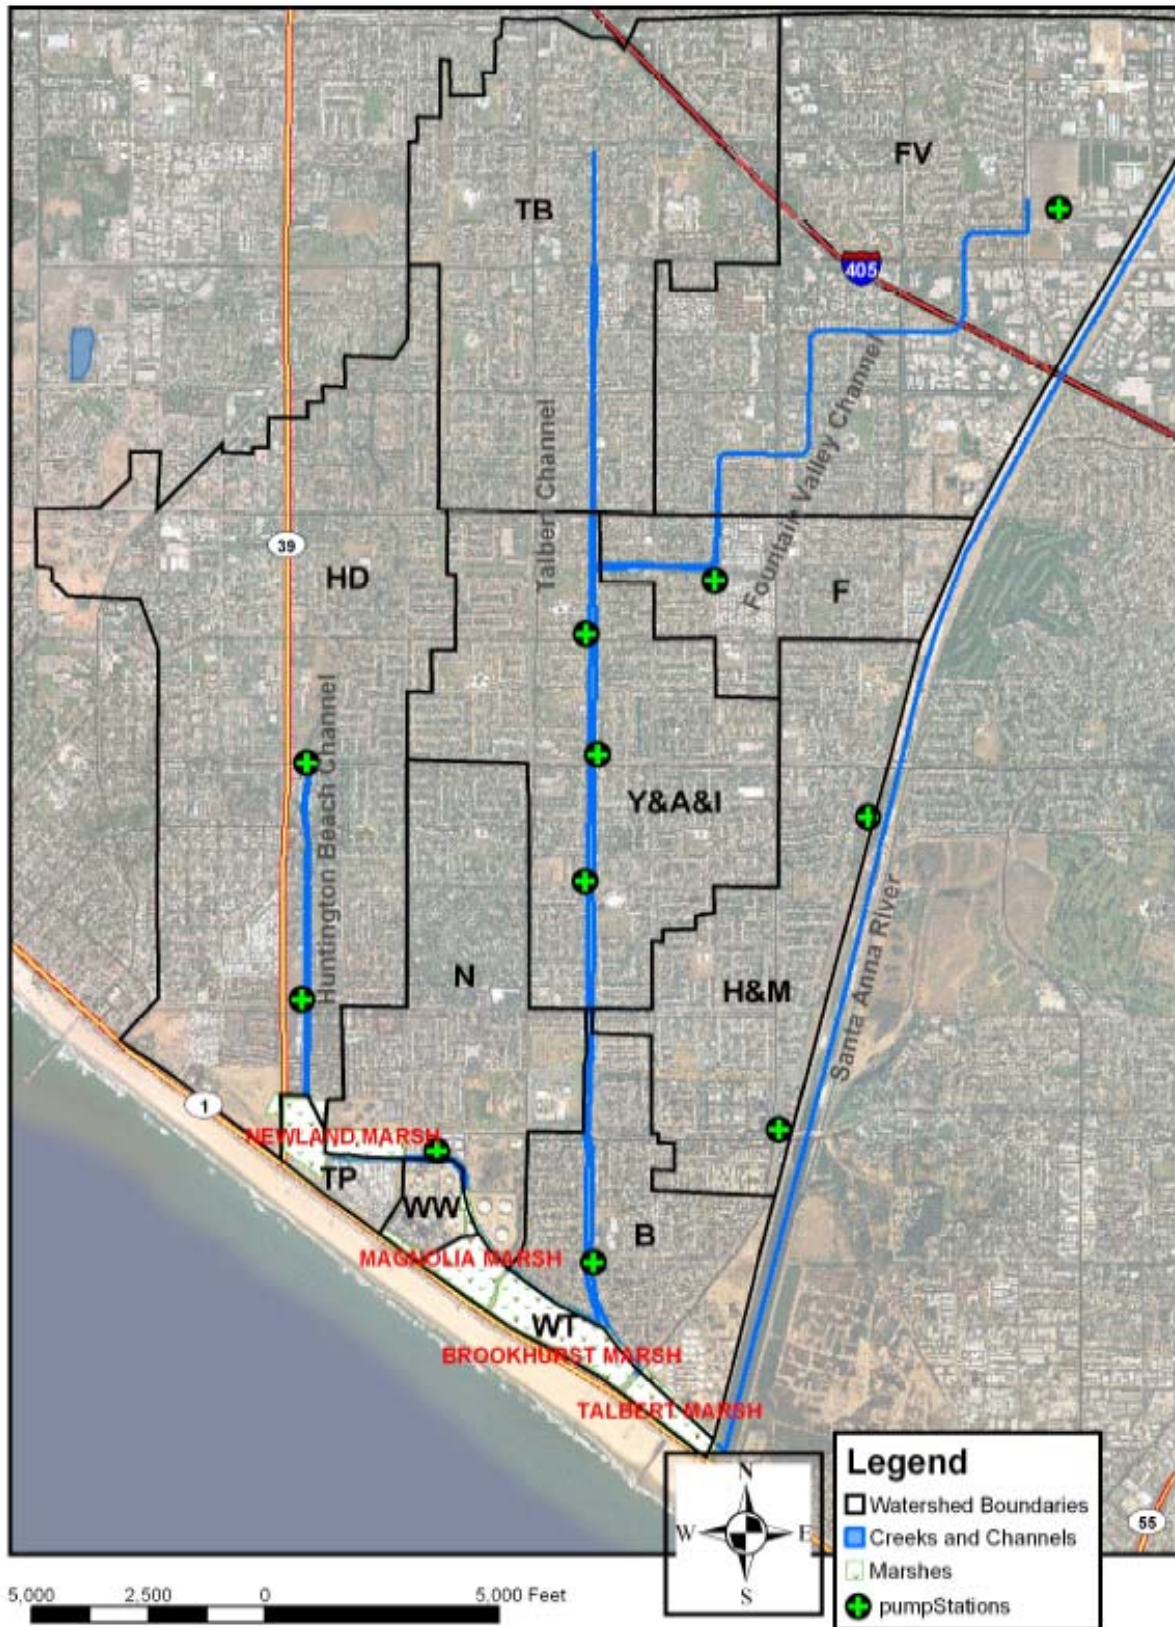 FV
TB
405
Talbert Channel
Fountain Valley Channel
39
HD
F
Huntington Beach Channel
Y&A&I
N
H&M
Santa Anna River
1
NEWLAND MARSH
TP
WW
B
MAGNOLIA MARSH
WT
BROOKHURST MARSH
TALBERT MARSH
N
W E
S
Legend
Watershed Boundaries
Creeks and Channels
Marshes
pumpStations
55
5,000 2,500 0 5,000 Feet